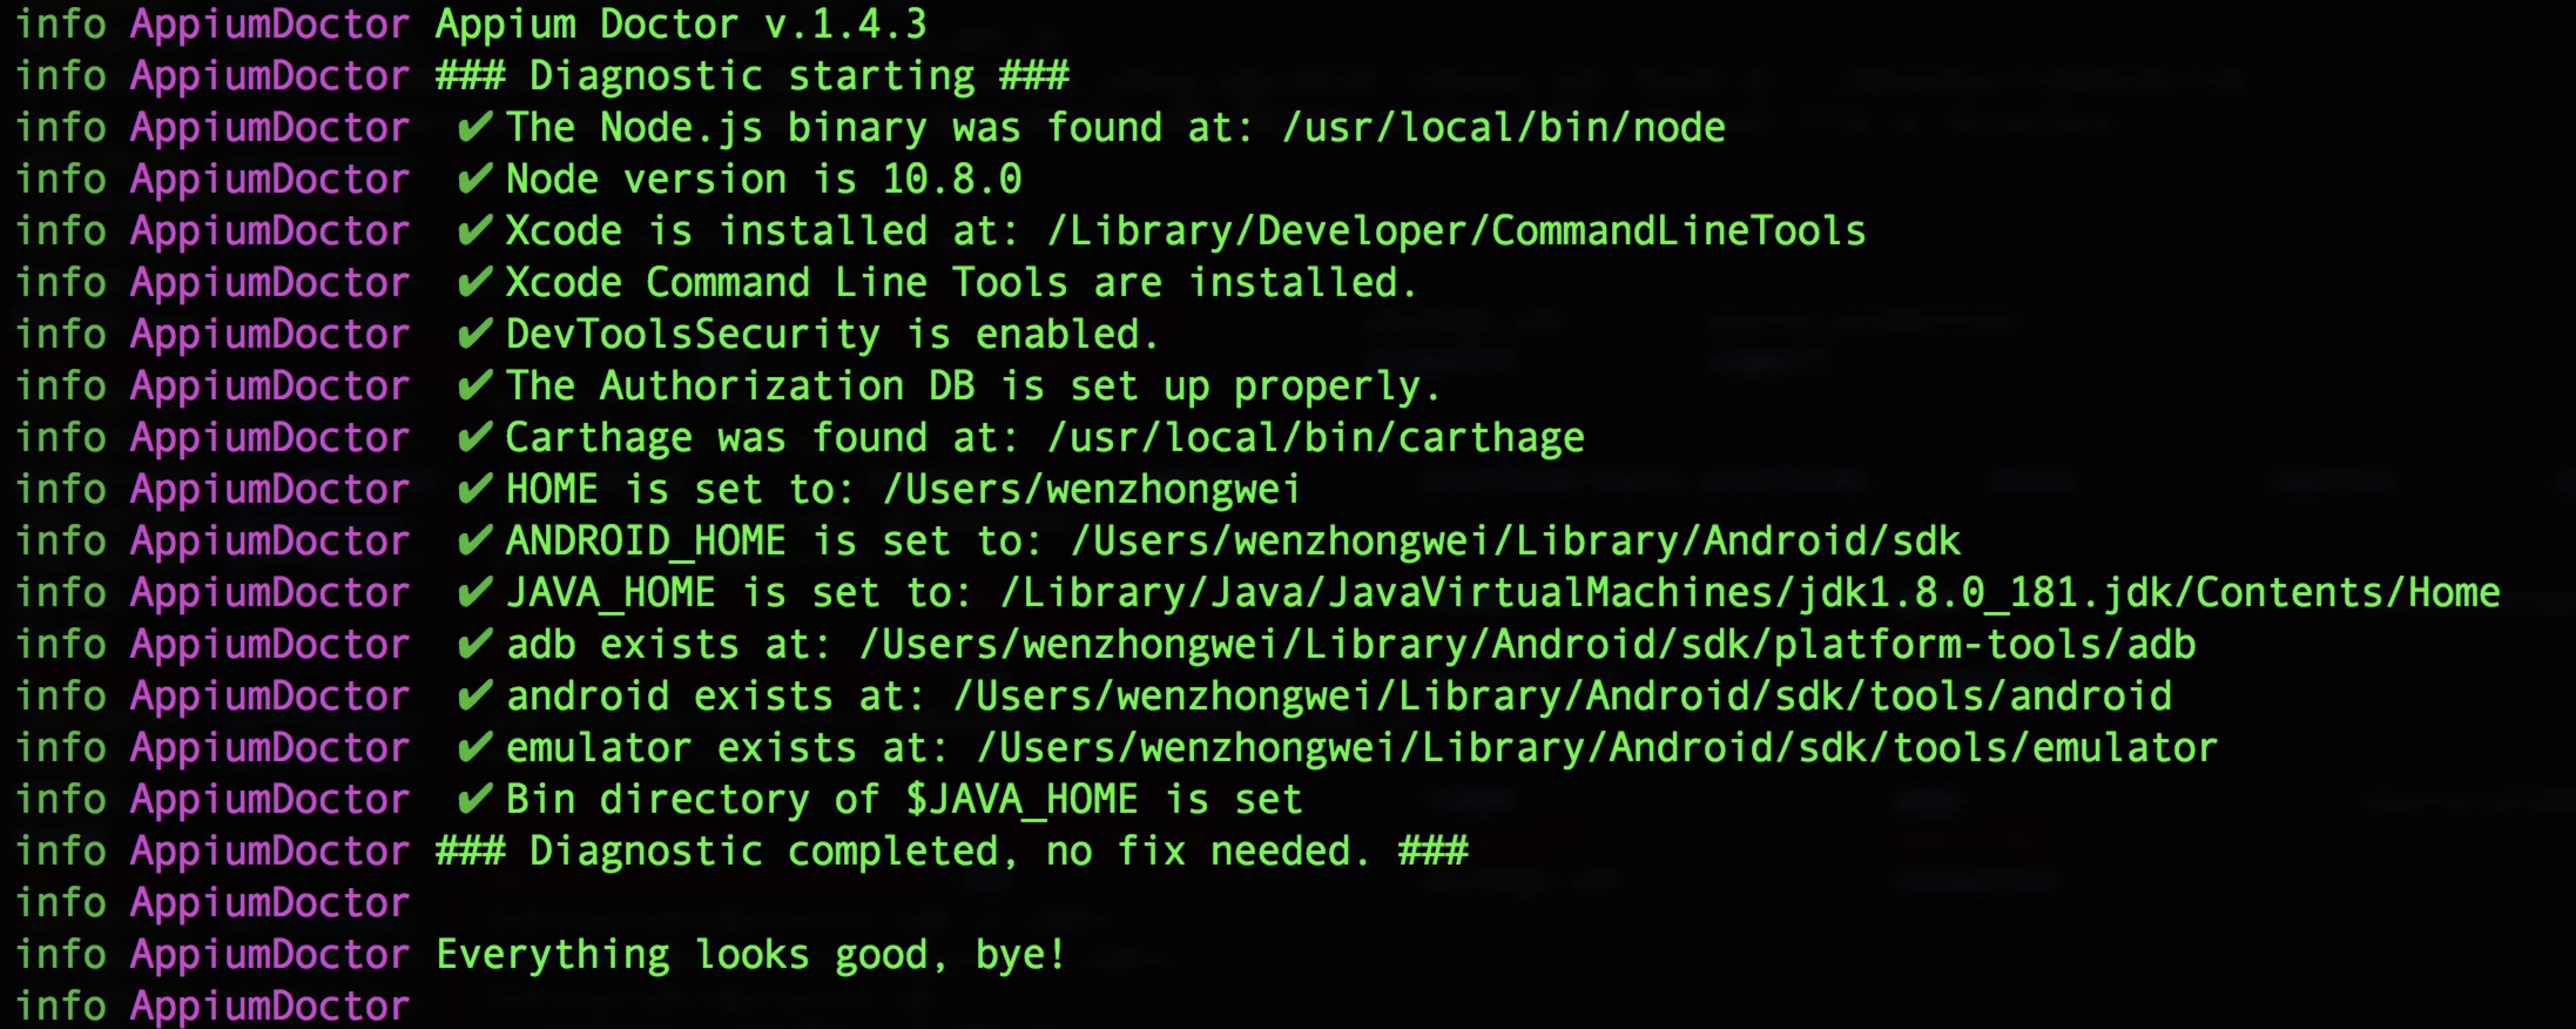 info AppiumDoctor Appium Doctor v.1.4.3
info AppiumDoctor ### Diagnostic starting ###
info AppiumDoctor  ✔ The Node.js binary was found at: /usr/local/bin/node
info AppiumDoctor  ✔ Node version is 10.8.0
info AppiumDoctor  ✔ Xcode is installed at: /Library/Developer/CommandLineTools
info AppiumDoctor  ✔ Xcode Command Line Tools are installed.
info AppiumDoctor  ✔ DevToolsSecurity is enabled.
info AppiumDoctor  ✔ The Authorization DB is set up properly.
info AppiumDoctor  ✔ Carthage was found at: /usr/local/bin/carthage
info AppiumDoctor  ✔ HOME is set to: /Users/wenzhongwei
info AppiumDoctor  ✔ ANDROID_HOME is set to: /Users/wenzhongwei/Library/Android/sdk
info AppiumDoctor  ✔ JAVA_HOME is set to: /Library/Java/JavaVirtualMachines/jdk1.8.0_181.jdk/Contents/Home
info AppiumDoctor  ✔ adb exists at: /Users/wenzhongwei/Library/Android/sdk/platform-tools/adb
info AppiumDoctor  ✔ android exists at: /Users/wenzhongwei/Library/Android/sdk/tools/android
info AppiumDoctor  ✔ emulator exists at: /Users/wenzhongwei/Library/Android/sdk/tools/emulator
info AppiumDoctor  ✔ Bin directory of $JAVA_HOME is set
info AppiumDoctor ### Diagnostic completed, no fix needed. ###
info AppiumDoctor
info AppiumDoctor Everything looks good, bye!
info AppiumDoctor